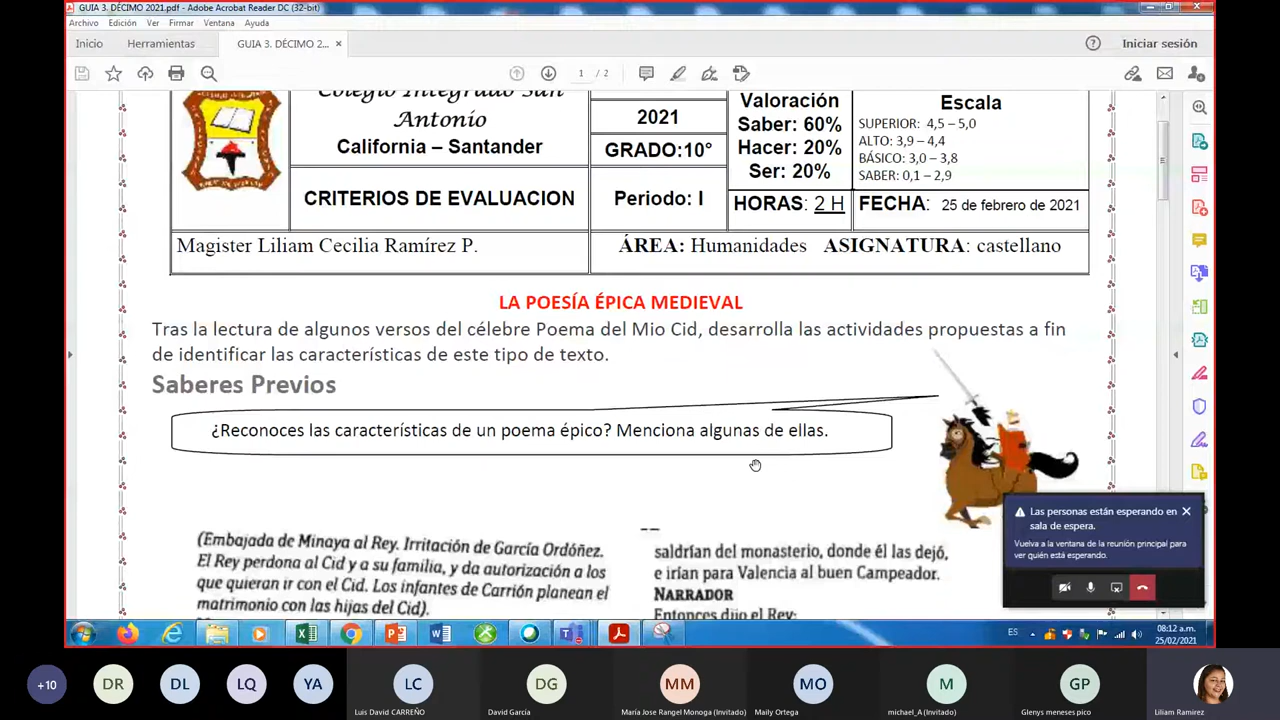 GUIA 3. DÉCIMO 2021.pdf - Adobe Acrobat Reader DC (32-bit)
Archivo Edición Ver Firmar Ventana Ayuda
Inicio Herramientas GUIA 3. DÉCIMO 2... × Iniciar sesión
1 / 2
Colegio Integrado San
Antonio
California – Santander
CRITERIOS DE EVALUACION
2021
GRADO:10°
Periodo: I
Valoración
Saber: 60%
Hacer: 20%
Ser: 20%
HORAS: 2 H
Escala
SUPERIOR: 4,5 – 5,0
ALTO: 3,9 – 4,4
BÁSICO: 3,0 – 3,8
SABER: 0,1 – 2,9
FECHA: 25 de febrero de 2021
Magister Liliam Cecilia Ramírez P.
ÁREA: Humanidades ASIGNATURA: castellano
LA POESÍA ÉPICA MEDIEVAL
Tras la lectura de algunos versos del célebre Poema del Mio Cid, desarrolla las actividades propuestas a fin
de identificar las características de este tipo de texto.
Saberes Previos
¿Reconoces las características de un poema épico? Menciona algunas de ellas.
(Embajada de Minaya al Rey. Irritación de García Ordóñez.
El Rey perdona al Cid y a su familia, y da autorización a los
que quieran ir con el Cid. Los infantes de Carrión planean el
matrimonio con las hijas del Cid).
saldrían del monasterio, donde él las dejó,
e irían para Valencia al buen Campeador.
NARRADOR
Entonces dijo el Rey:
Las personas están esperando en
sala de espera.
Vuelva a la ventana de la reunión principal para
ver quién está esperando.
ES
08:12 a.m.
25/02/2021
+10 DR DL LQ YA LC DG MM MO M GP
Luis David CARREÑO David García María Jose Rangel Monoga (Invitado) Maily Ortega michael_A (Invitado) Glenys meneses pico Liliam Ramirez